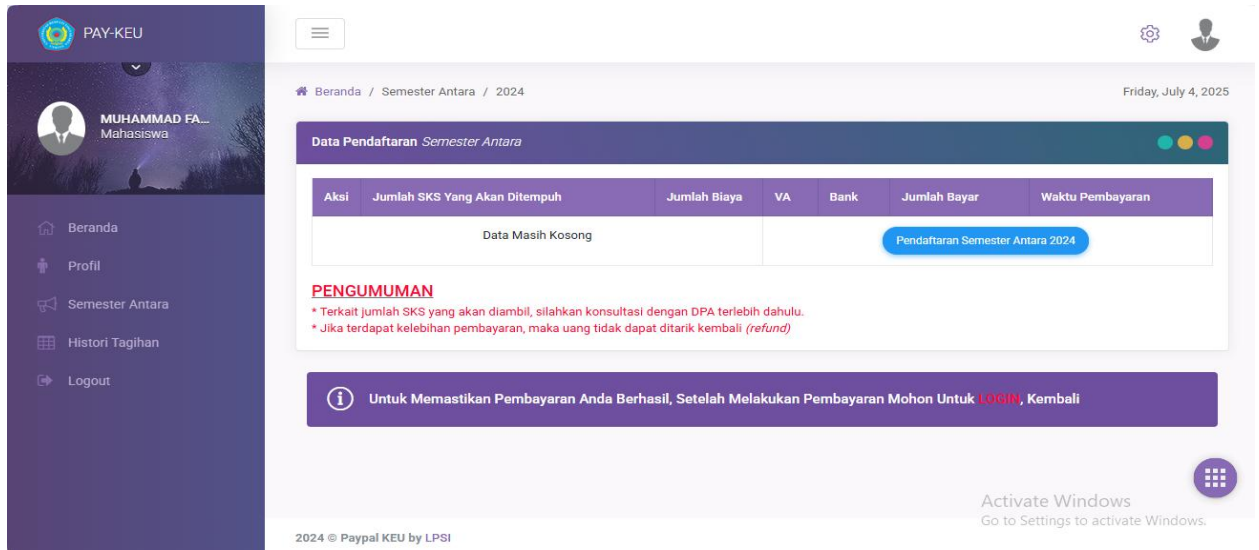 PAY-KEU
MUHAMMAD FA...
Mahasiswa
Beranda
Profil
Semester Antara
Histori Tagihan
Logout
Beranda / Semester Antara / 2024
Friday, July 4, 2025
Data Pendaftaran Semester Antara
Aksi Jumlah SKS Yang Akan Ditempuh Jumlah Biaya VA Bank Jumlah Bayar Waktu Pembayaran
Data Masih Kosong
Pendaftaran Semester Antara 2024
PENGUMUMAN
* Terkait jumlah SKS yang akan diambil, silahkan konsultasi dengan DPA terlebih dahulu.
* Jika terdapat kelebihan pembayaran, maka uang tidak dapat ditarik kembali (refund)
Untuk Memastikan Pembayaran Anda Berhasil, Setelah Melakukan Pembayaran Mohon Untuk LOGIN, Kembali
Activate Windows
Go to Settings to activate Windows.
2024 © Paypal KEU by LPSI